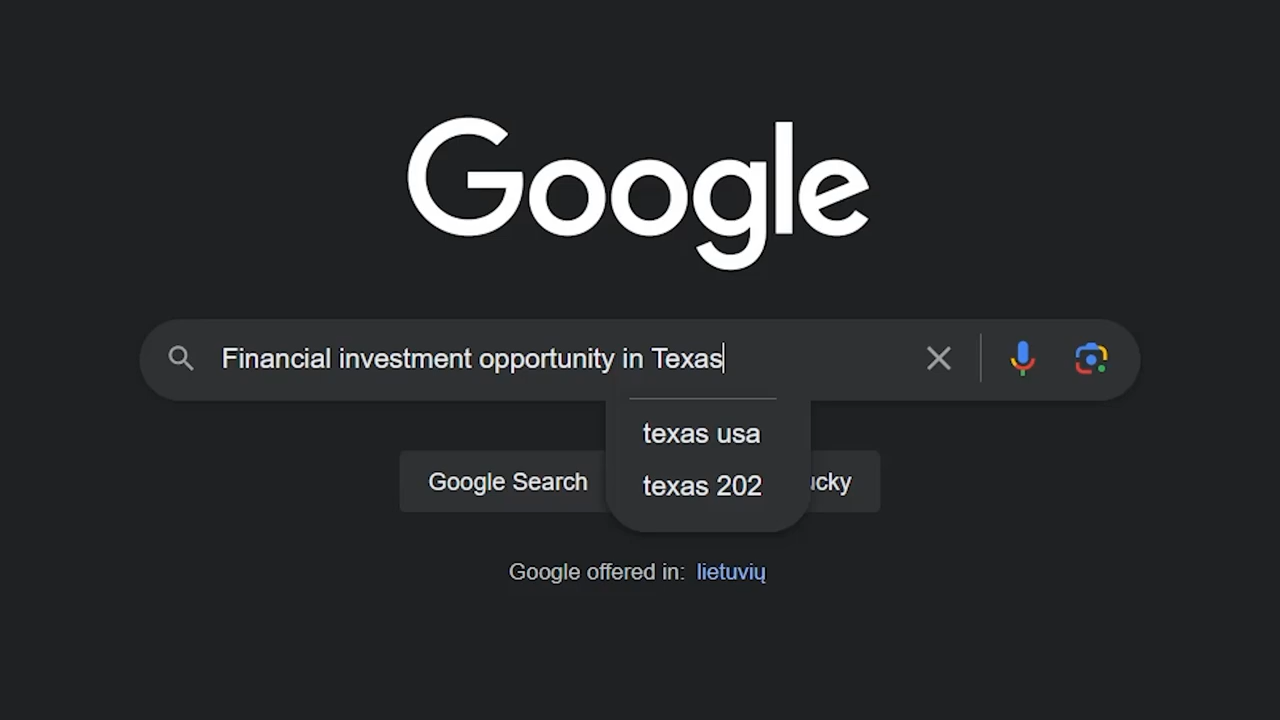 Google
Financial investment opportunity in Texas
texas usa
texas 202
Google Search
ucky
Google offered in: lietuvių